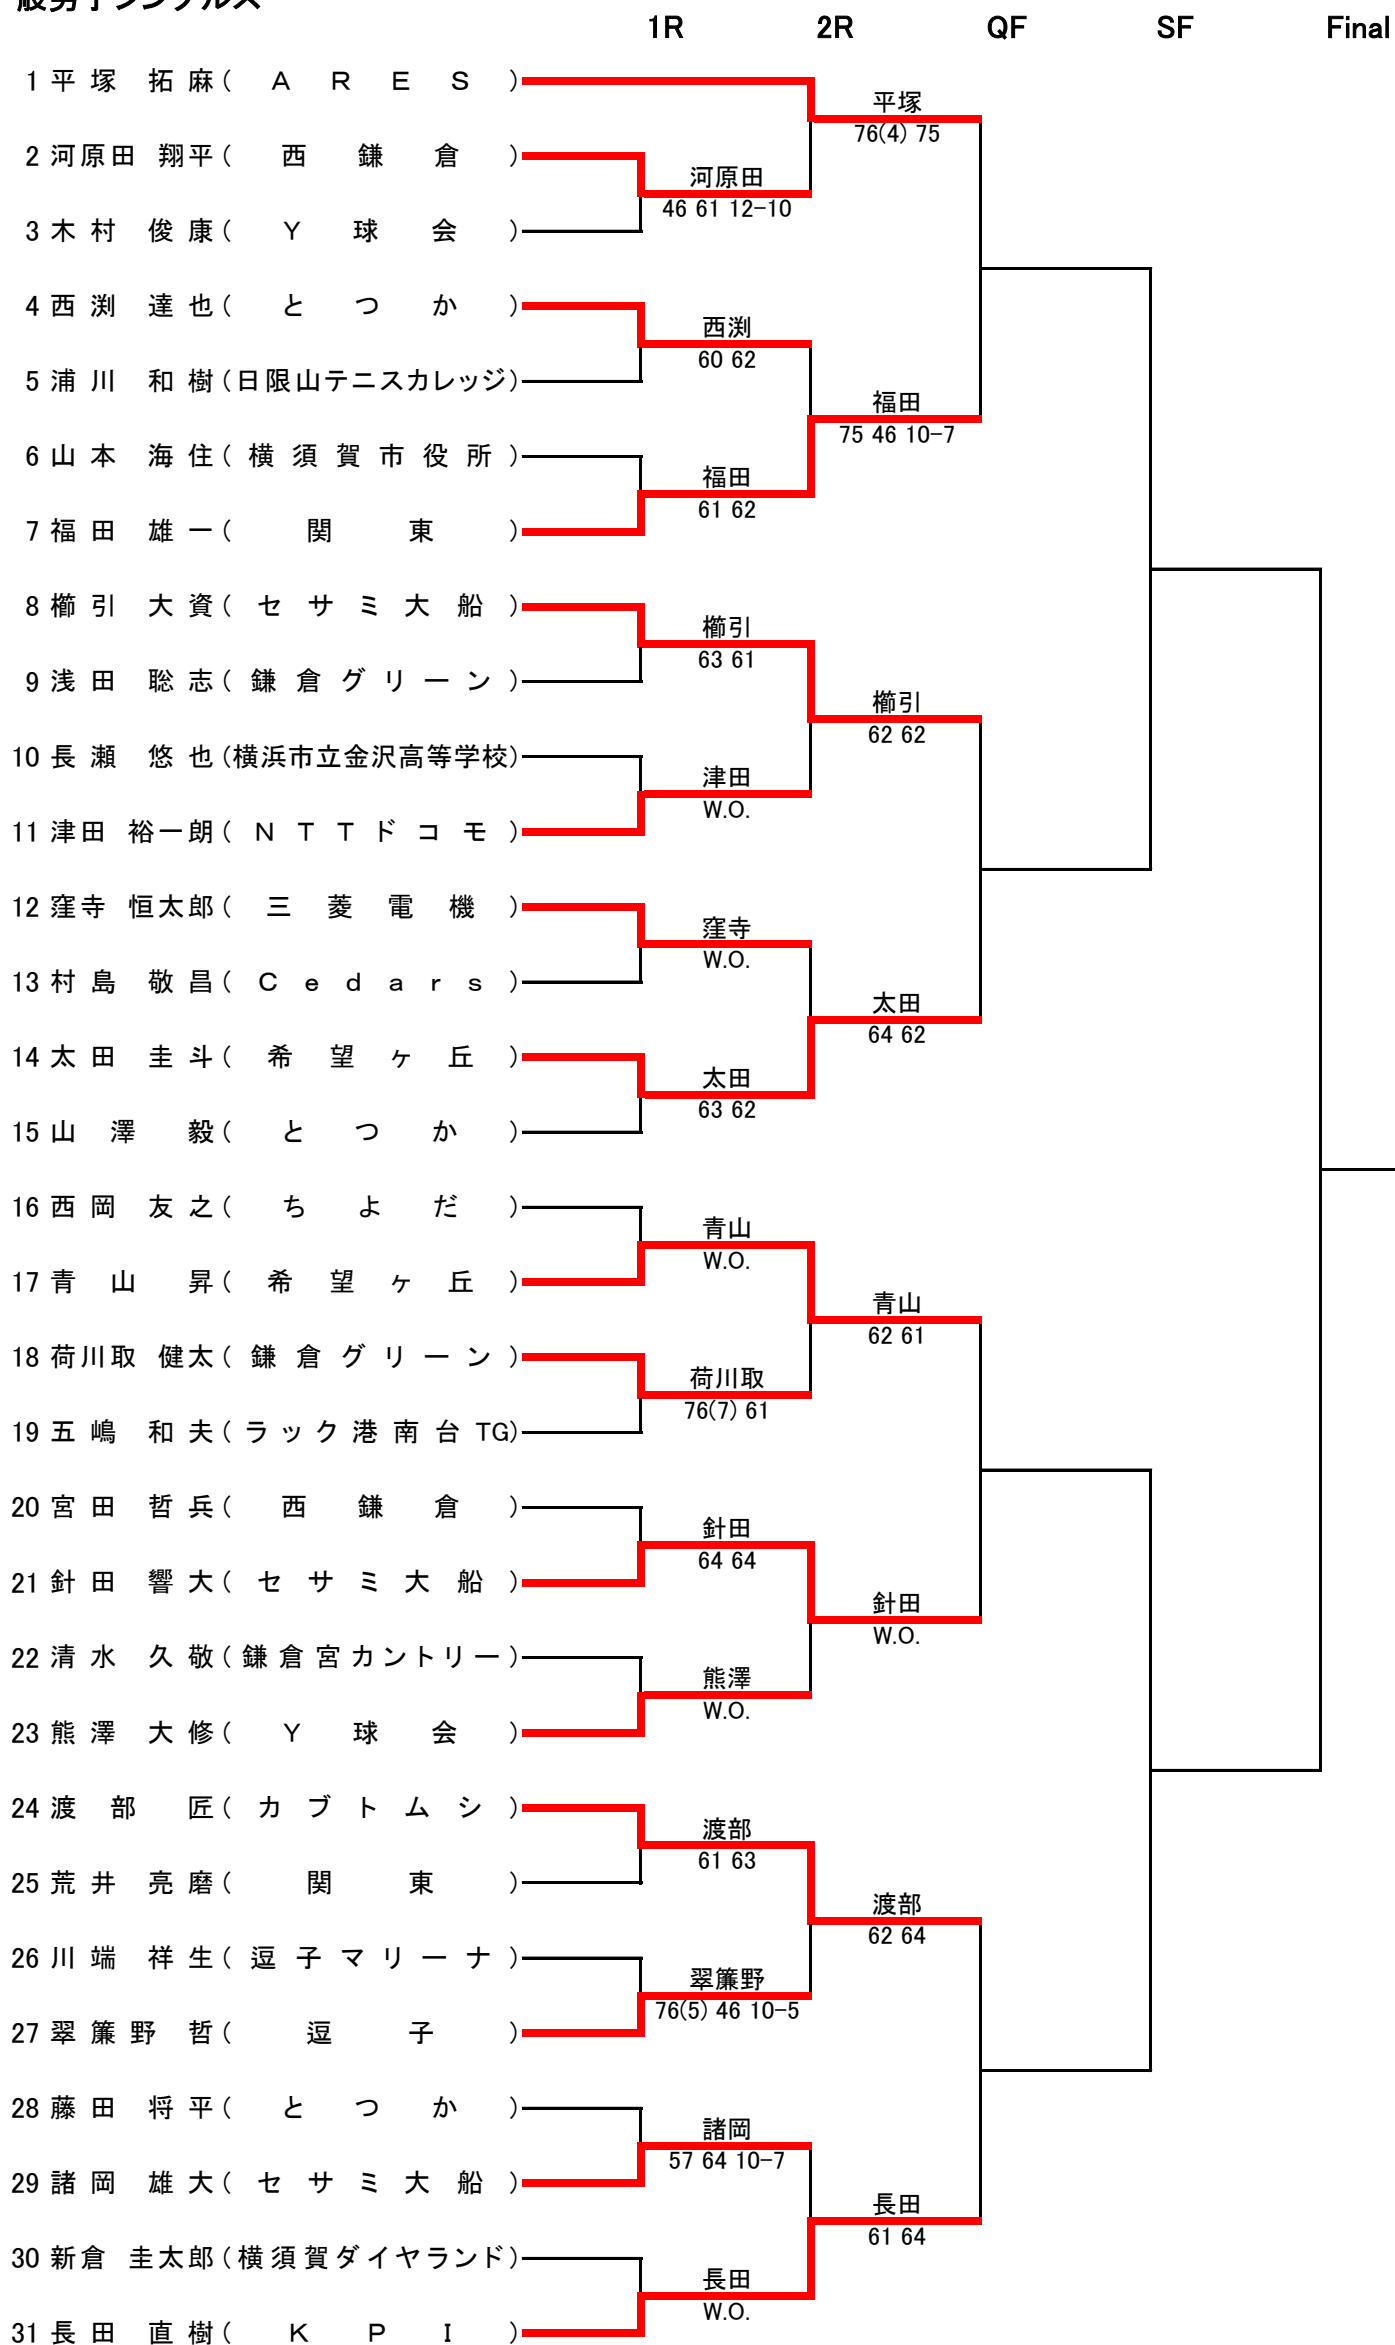 般男子シングルス
1R 2R QF SF Final
1 平塚 拓麻(ARES)
平塚
76(4) 75
2 河原田 翔平(西鎌倉)
河原田
46 61 12-10
3 木村 俊康(Y球会)
4 西渕 達也(とつか)
西渕
60 62
5 浦川 和樹(日限山テニスカレッジ)
福田
75 46 10-7
6 山本 海住(横須賀市役所)
福田
61 62
7 福田 雄一(関東)
8 櫛引 大資(セサミ大船)
櫛引
63 61
9 浅田 聡志(鎌倉グリーン)
櫛引
62 62
10 長瀬 悠也(横浜市立金沢高等学校)
津田
W.O.
11 津田 裕一朗(NTTドコモ)
12 窪寺 恒太郎(三菱電機)
窪寺
W.O.
13 村島 敬昌(Cedars)
太田
64 62
14 太田 圭斗(希望ヶ丘)
太田
63 62
15 山澤 毅(とつか)
16 西岡 友之(ちよだ)
青山
W.O.
17 青山 昇(希望ヶ丘)
青山
62 61
18 荷川取 健太(鎌倉グリーン)
荷川取
76(7) 61
19 五嶋 和夫(ラック港南台TG)
20 宮田 哲兵(西鎌倉)
針田
64 64
21 針田 響大(セサミ大船)
針田
W.O.
22 清水 久敬(鎌倉宮カントリー)
熊澤
W.O.
23 熊澤 大修(Y球会)
24 渡部 匠(カブトムシ)
渡部
61 63
25 荒井 亮磨(関東)
渡部
62 64
26 川端 祥生(逗子マリーナ)
翠簾野
76(5) 46 10-5
27 翠簾野 哲(逗子)
28 藤田 将平(とつか)
諸岡
57 64 10-7
29 諸岡 雄大(セサミ大船)
長田
61 64
30 新倉 圭太郎(横須賀ダイヤランド)
長田
W.O.
31 長田 直樹(KPI)